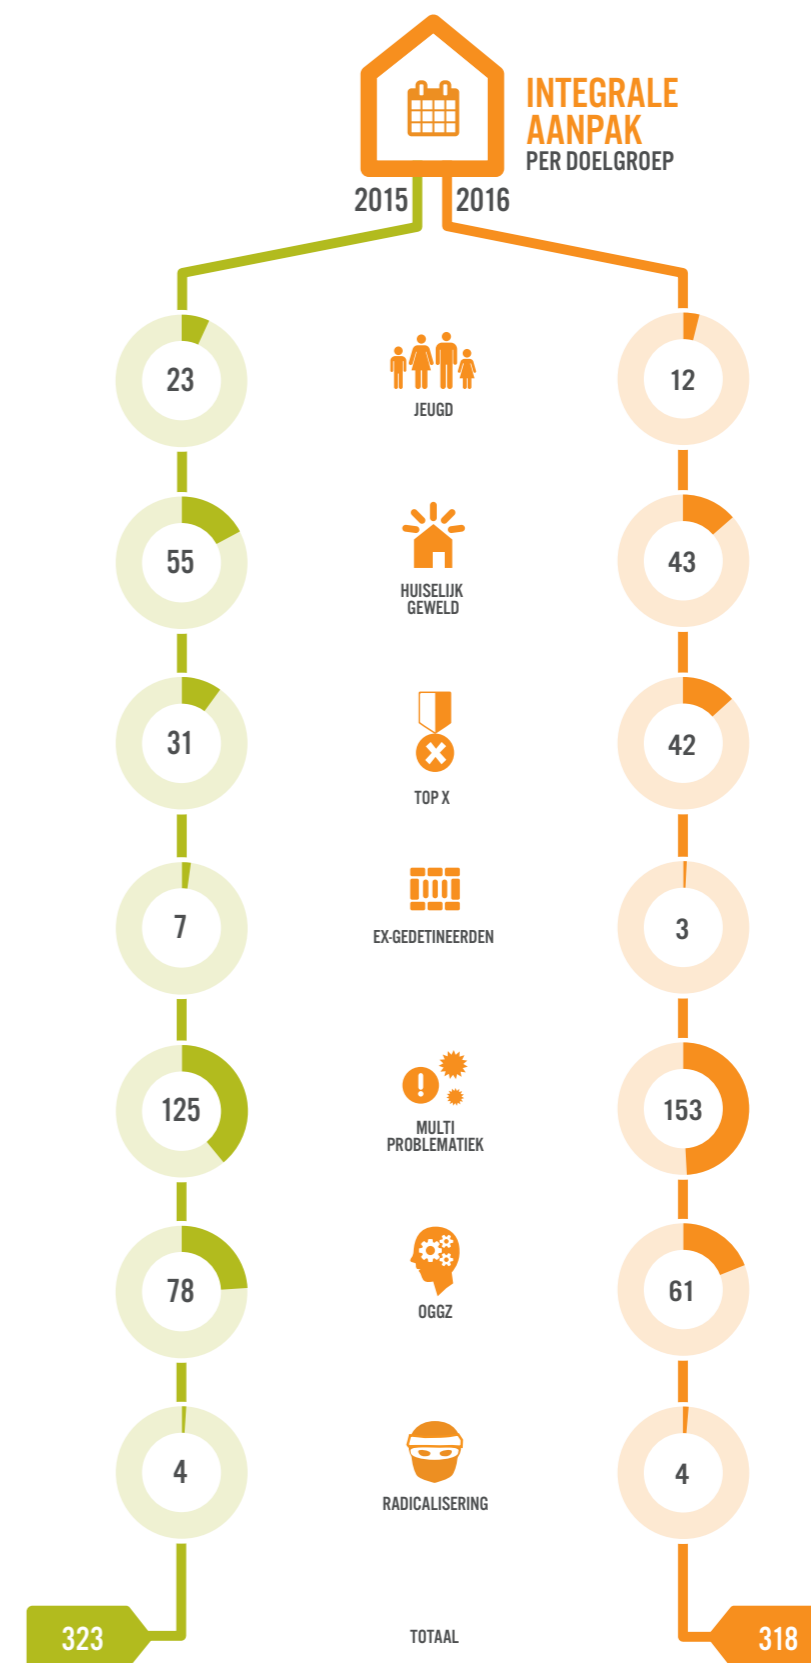 INTEGRALE
AANPAK
PER DOELGROEP
2015 2016
23 12
JEUGD
55 43
HUISELIJK
GEWELD
31 42
TOP X
7 3
EX-GEDETINEERDEN
125 153
MULTI
PROBLEMATIEK
78 61
OGGZ
4 4
RADICALISERING
323 TOTAAL 318